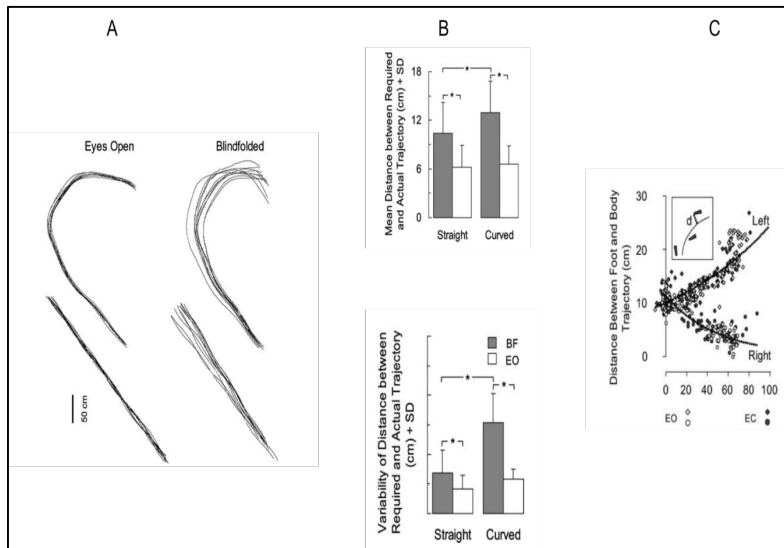 A
Eyes Open
Blindfolded
50 cm
B
Mean Distance between Required
and Actual Trajectory (cm) + SD
18
12
6
0
*
*
*
Straight
Curved
Variability of Distance between
Required and Actual Trajectory
(cm) + SD
BF
EO
*
*
*
Straight
Curved
C
Distance Between Foot and Body
Trajectory (cm)
30
20
10
0
d
Left
Right
0 20 40 60 80 100
EO
EC